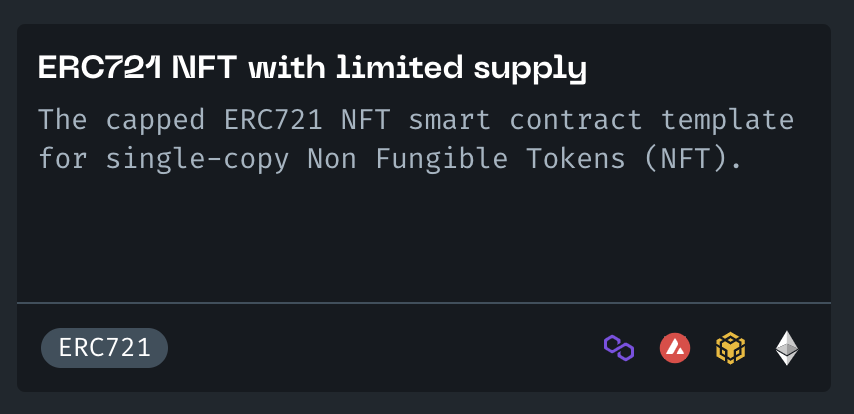 ERC721 NFT with limited supply
The capped ERC721 NFT smart contract template
for single-copy Non Fungible Tokens (NFT).
ERC721